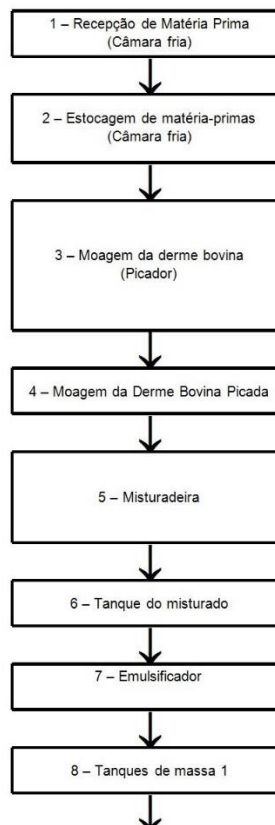 1 – Recepção de Matéria Prima
(Câmara fria)
2 – Estocagem de matéria-primas
(Câmara fria)
3 – Moagem da derme bovina
(Picador)
4 – Moagem da Derme Bovina Picada
5 – Misturadeira
6 – Tanque do misturado
7 – Emulsificador
8 – Tanques de massa 1